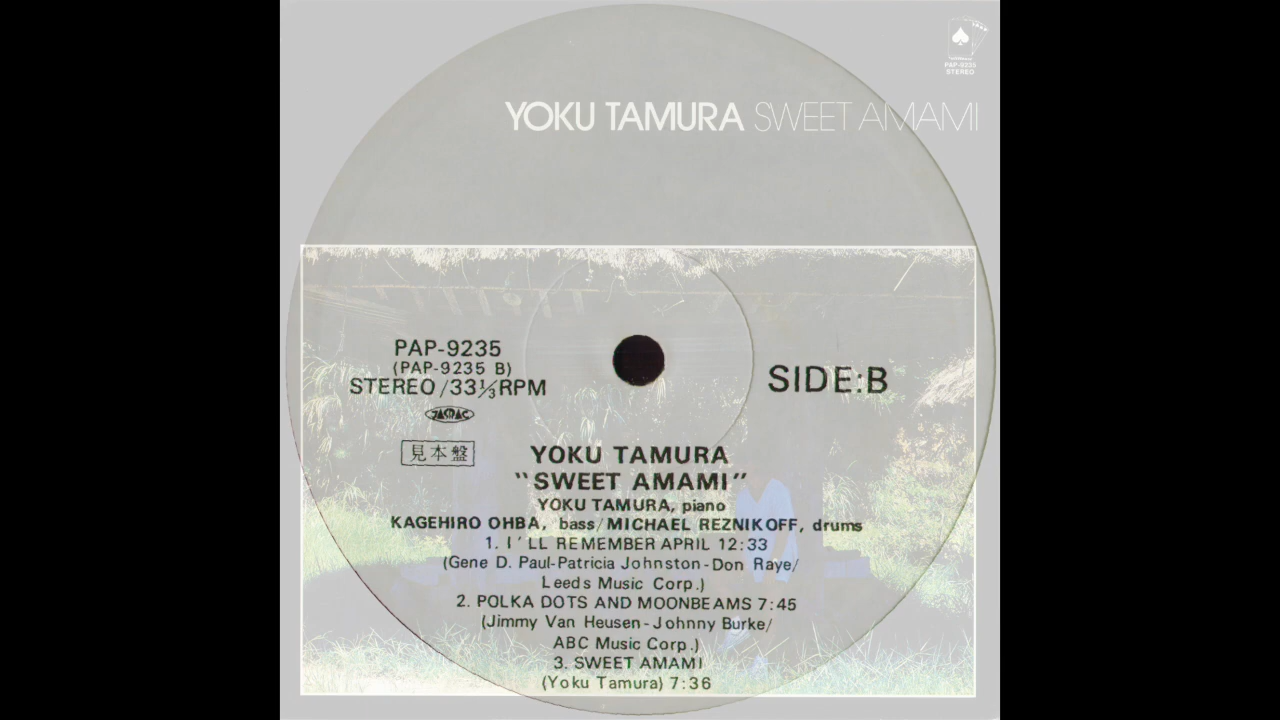 PAP-9235
STEREO
YOKU TAMURA SWEET AMAMI
PAP-9235
(PAP-9235 B)
STEREO/33⅓RPM
SIDE:B
見本盤
YOKU TAMURA
"SWEET AMAMI"
YOKU TAMURA, piano
KAGEHIRO OHBA, bass/MICHAEL REZNIKOFF, drums
1. I'LL REMEMBER APRIL 12:33
(Gene D. Paul-Patricia Johnston-Don Raye/
Leeds Music Corp.)
2. POLKA DOTS AND MOONBEAMS 7:45
(Jimmy Van Heusen-Johnny Burke/
ABC Music Corp.)
3. SWEET AMAMI
(Yoku Tamura) 7:36